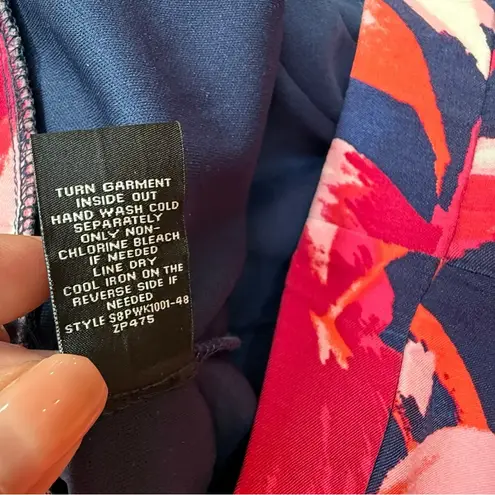 TURN GARMENT
INSIDE OUT
HAND WASH COLD
SEPARATELY
ONLY NON-
CHLORINE BLEACH
IF NEEDED
LINE DRY
COOL IRON ON THE
REVERSE SIDE IF
NEEDED
STYLE S8PWK1001-48
ZP475